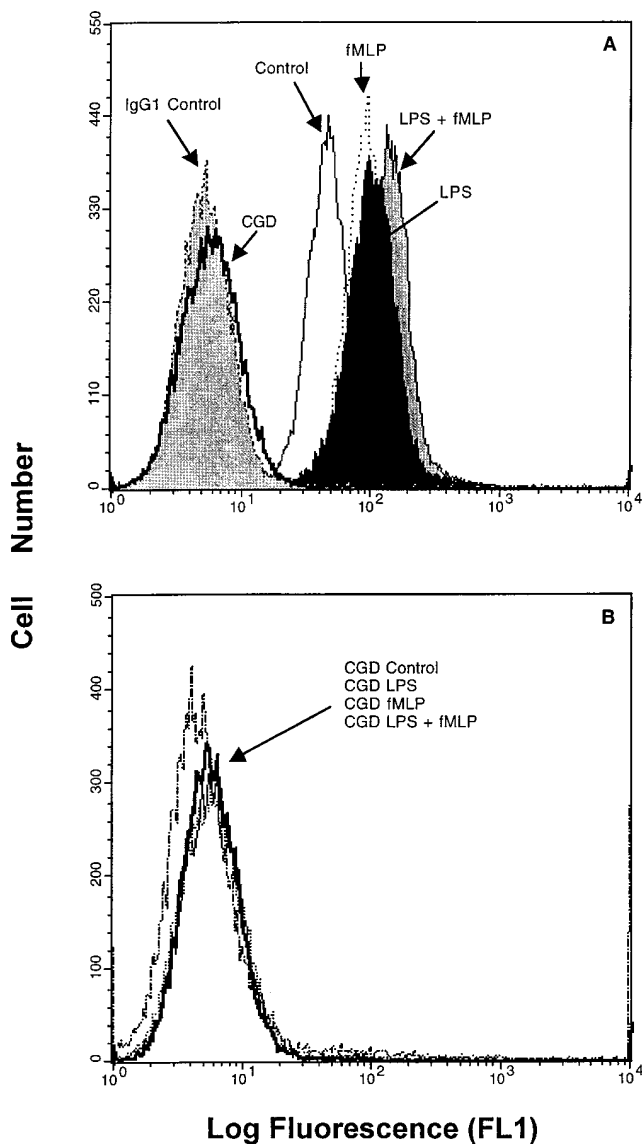 550
A
fMLP
Control
440
IgG1 Control
LPS + fMLP
LPS
330
CGD
220
110
0
10^0
10^1
10^2
10^3
10^4
Cell Number
500
B
CGD Control
CGD LPS
CGD fMLP
CGD LPS + fMLP
400
300
200
100
0
10^0
10^1
10^2
10^3
10^4
Log Fluorescence (FL1)